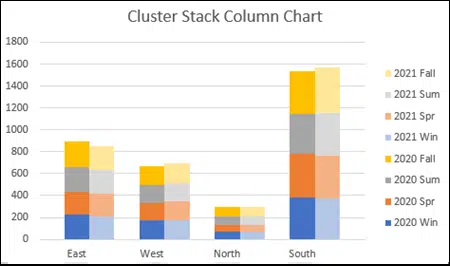 Cluster Stack Column Chart
1800
1600
1400
1200
1000
800
600
400
200
0
East West North South
2021 Fall
2021 Sum
2021 Spr
2021 Win
2020 Fall
2020 Sum
2020 Spr
2020 Win